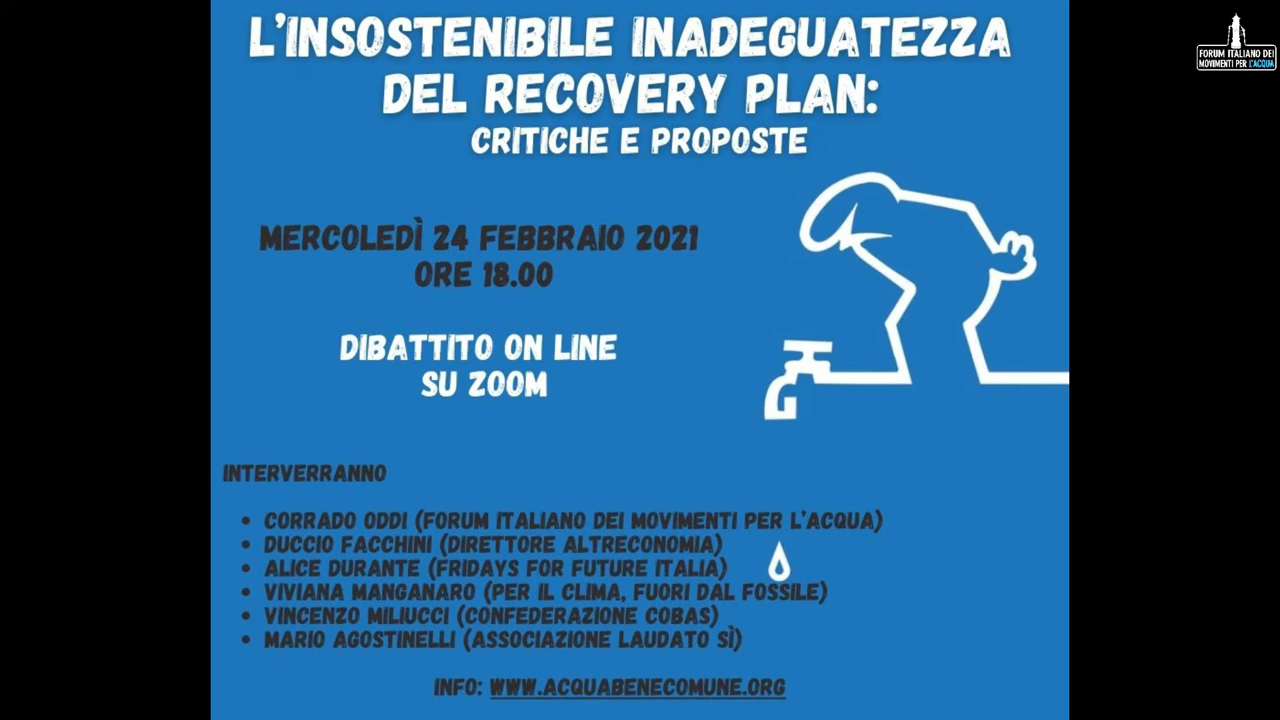 L'INSOSTENIBILE INADEGUATEZZA
DEL RECOVERY PLAN:
CRITICHE E PROPOSTE
FORUM ITALIANO DEI
MOVIMENTI PER L'ACQUA
MERCOLEDÌ 24 FEBBRAIO 2021
ORE 18.00
DIBATTITO ON LINE
SU ZOOM
INTERVERRANNO
• CORRADO ODDI (FORUM ITALIANO DEI MOVIMENTI PER L'ACQUA)
• DUCCIO FACCHINI (DIRETTORE ALTRECONOMIA)
• ALICE DURANTE (FRIDAYS FOR FUTURE ITALIA)
• VIVIANA MANGANARO (PER IL CLIMA, FUORI DAL FOSSILE)
• VINCENZO MILIUCCI (CONFEDERAZIONE COBAS)
• MARIO AGOSTINELLI (ASSOCIAZIONE LAUDATO SÌ)
INFO: WWW.ACQUABENECOMUNE.ORG